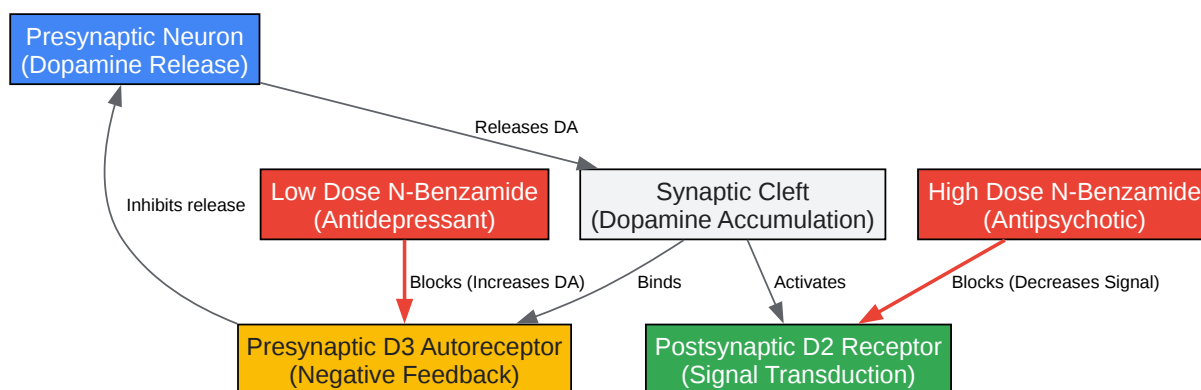 Presynaptic Neuron
(Dopamine Release)
Releases DA
Low Dose N-Benzamide
(Antidepressant)
Synaptic Cleft
(Dopamine Accumulation)
High Dose N-Benzamide
(Antipsychotic)
Inhibits release
Blocks (Increases DA)
Binds
Activates
Blocks (Decreases Signal)
Presynaptic D3 Autoreceptor
(Negative Feedback)
Postsynaptic D2 Receptor
(Signal Transduction)